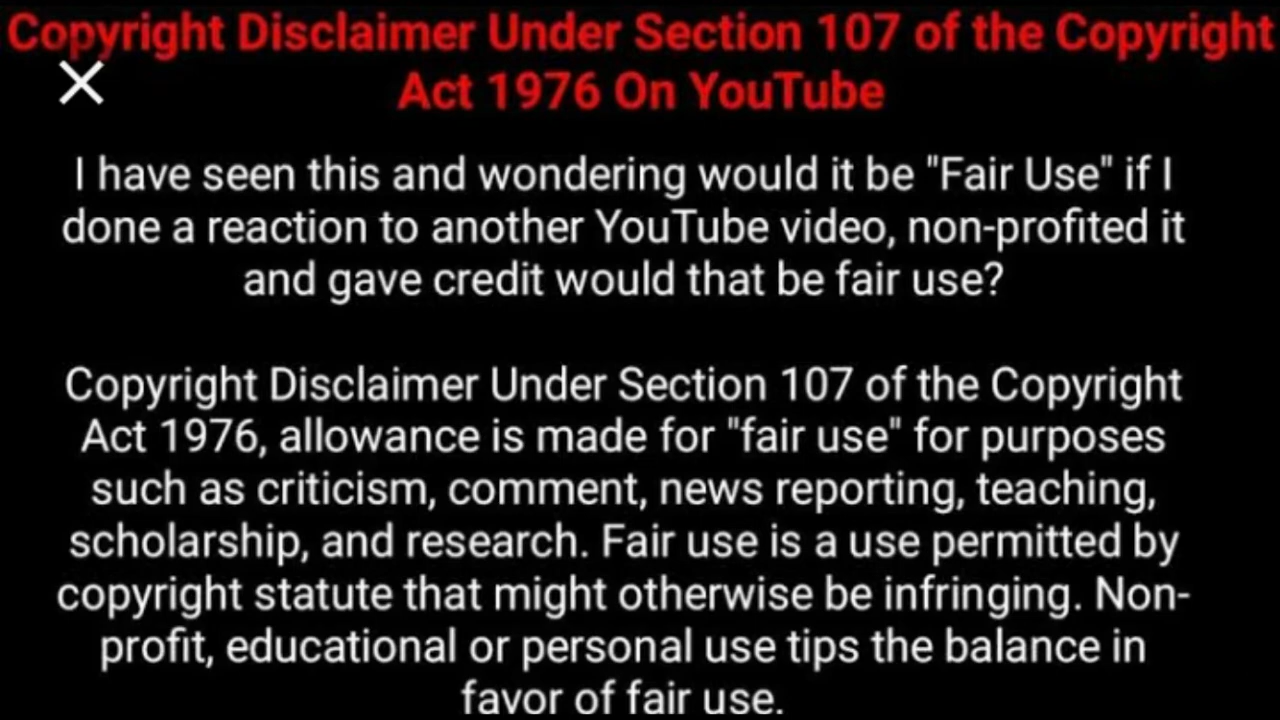 Copyright Disclaimer Under Section 107 of the Copyright
Act 1976 On YouTube
I have seen this and wondering would it be "Fair Use" if I
done a reaction to another YouTube video, non-profited it
and gave credit would that be fair use?
Copyright Disclaimer Under Section 107 of the Copyright
Act 1976, allowance is made for "fair use" for purposes
such as criticism, comment, news reporting, teaching,
scholarship, and research. Fair use is a use permitted by
copyright statute that might otherwise be infringing. Non-
profit, educational or personal use tips the balance in
favor of fair use.